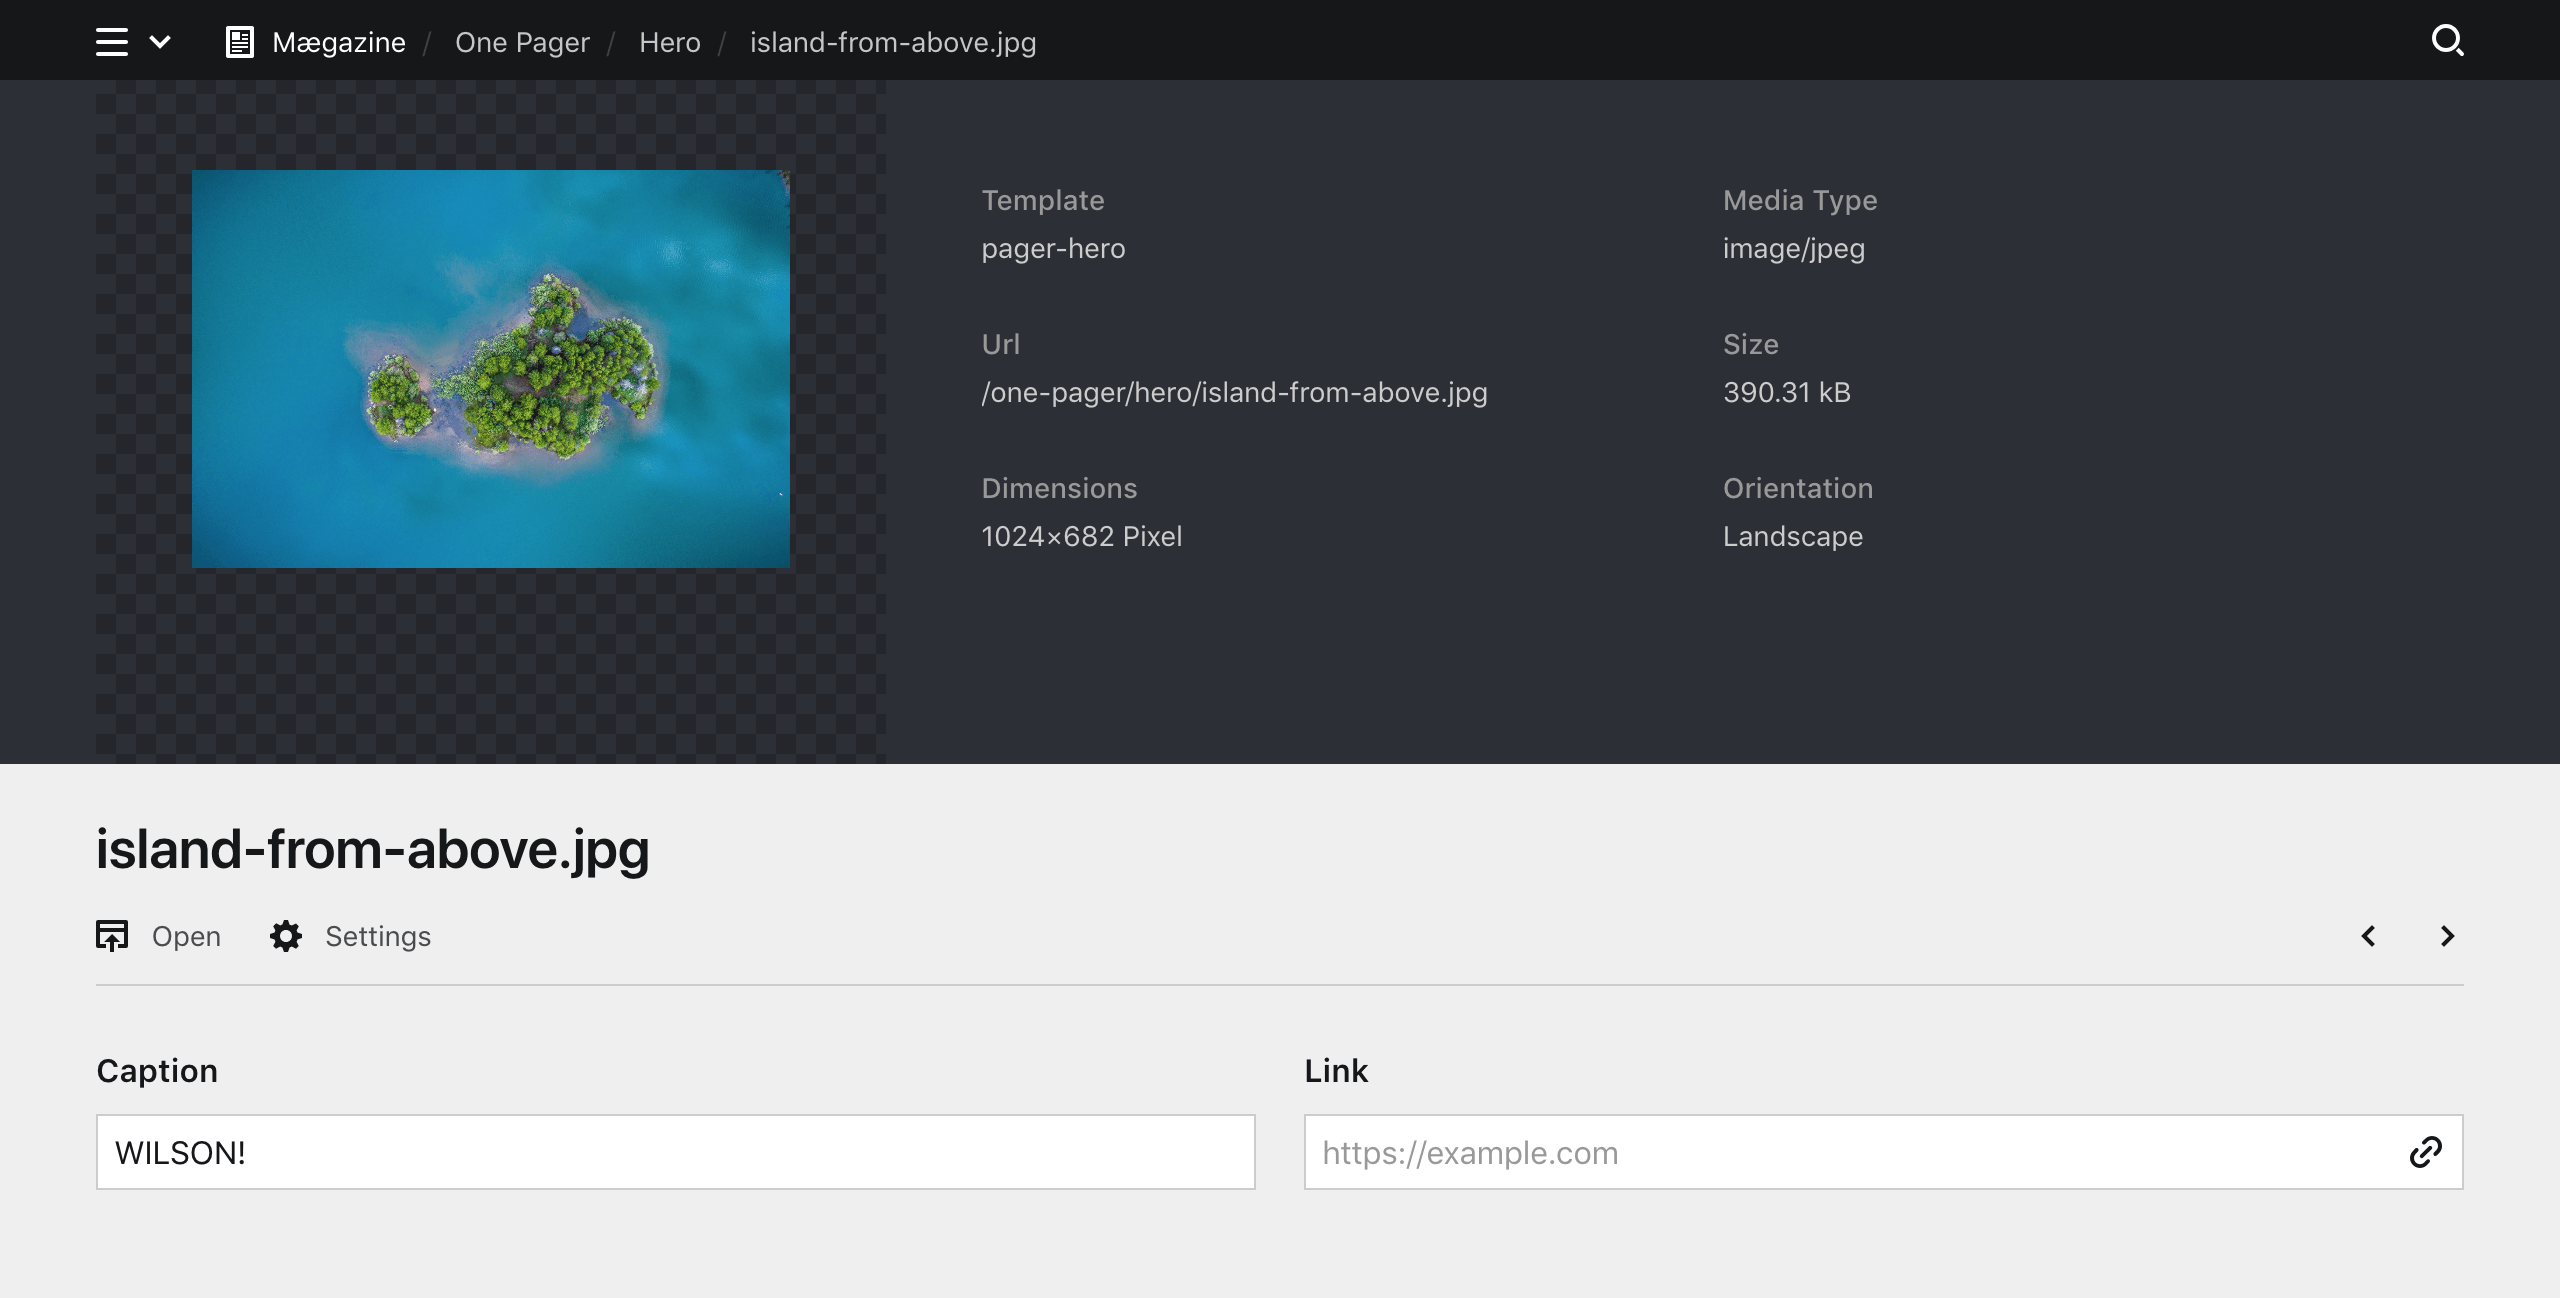 Mægazine / One Pager / Hero / island-from-above.jpg
Template
pager-hero
Media Type
image/jpeg
Url
/one-pager/hero/island-from-above.jpg
Size
390.31 kB
Dimensions
1024×682 Pixel
Orientation
Landscape
island-from-above.jpg
Open Settings
Caption
WILSON!
Link
https://example.com